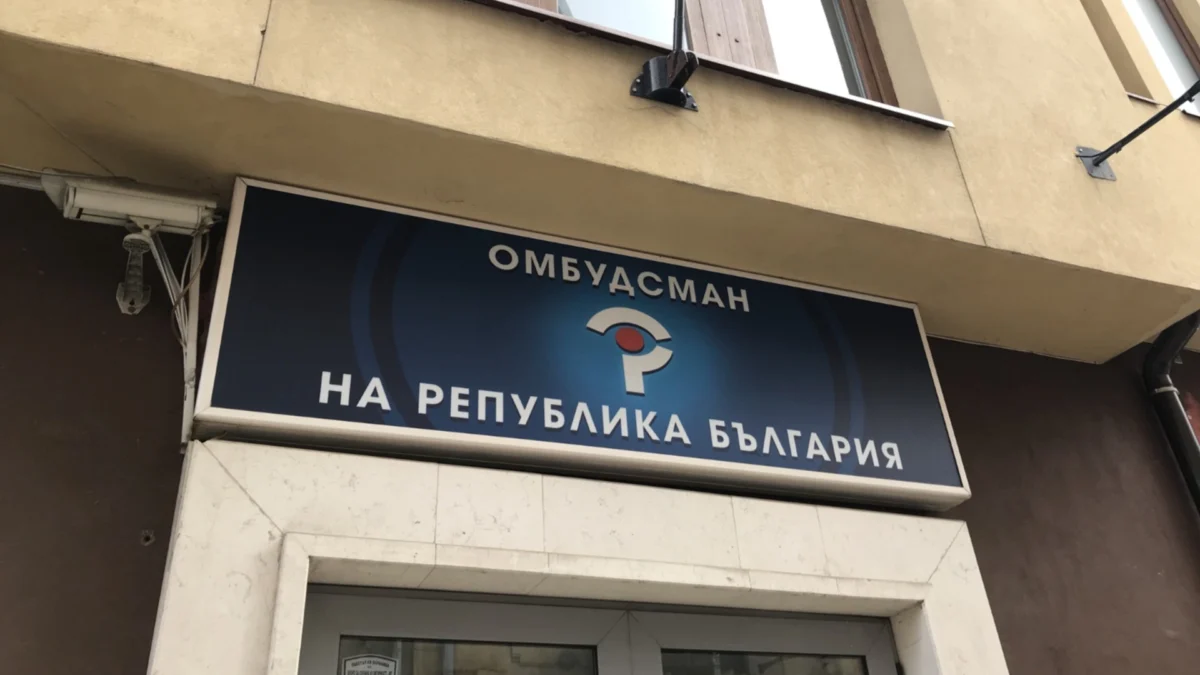 ОМБУДСМАН
НА РЕПУБЛИКА БЪЛГАРИЯ